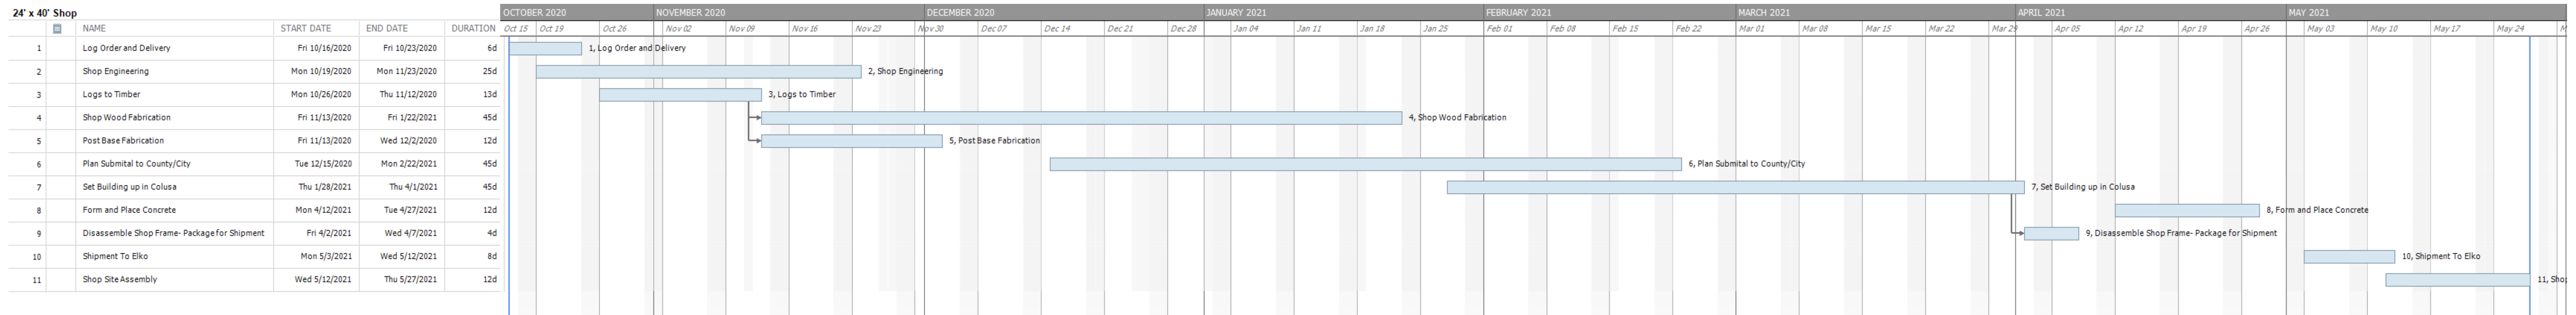 24' x 40' Shop
OCTOBER 2020 NOVEMBER 2020 DECEMBER 2020 JANUARY 2021 FEBRUARY 2021 MARCH 2021 APRIL 2021 MAY 2021
NAME START DATE END DATE DURATION Oct 15 Oct 19 Oct 26 Nov 02 Nov 09 Nov 16 Nov 23 Nov 30 Dec 07 Dec 14 Dec 21 Dec 28 Jan 04 Jan 11 Jan 18 Jan 25 Feb 01 Feb 08 Feb 15 Feb 22 Mar 01 Mar 08 Mar 15 Mar 22 Mar 29 Apr 05 Apr 12 Apr 19 Apr 26 May 03 May 10 May 17 May 24 M
1 Log Order and Delivery Fri 10/16/2020 Fri 10/23/2020 6d 1, Log Order and Delivery
2 Shop Engineering Mon 10/19/2020 Mon 11/23/2020 25d 2, Shop Engineering
3 Logs to Timber Mon 10/26/2020 Thu 11/12/2020 13d 3, Logs to Timber
4 Shop Wood Fabrication Fri 11/13/2020 Fri 1/22/2021 45d 4, Shop Wood Fabrication
5 Post Base Fabrication Fri 11/13/2020 Wed 12/2/2020 12d 5, Post Base Fabrication
6 Plan Submital to County/City Tue 12/15/2020 Mon 2/22/2021 45d 6, Plan Submital to County/City
7 Set Building up in Colusa Thu 1/28/2021 Thu 4/1/2021 45d 7, Set Building up in Colusa
8 Form and Place Concrete Mon 4/12/2021 Tue 4/27/2021 12d 8, Form and Place Concrete
9 Disassemble Shop Frame- Package for Shipment Fri 4/2/2021 Wed 4/7/2021 4d 9, Disassemble Shop Frame- Package for Shipment
10 Shipment To Elko Mon 5/3/2021 Wed 5/12/2021 8d 10, Shipment To Elko
11 Shop Site Assembly Wed 5/12/2021 Thu 5/27/2021 12d 11, Shop